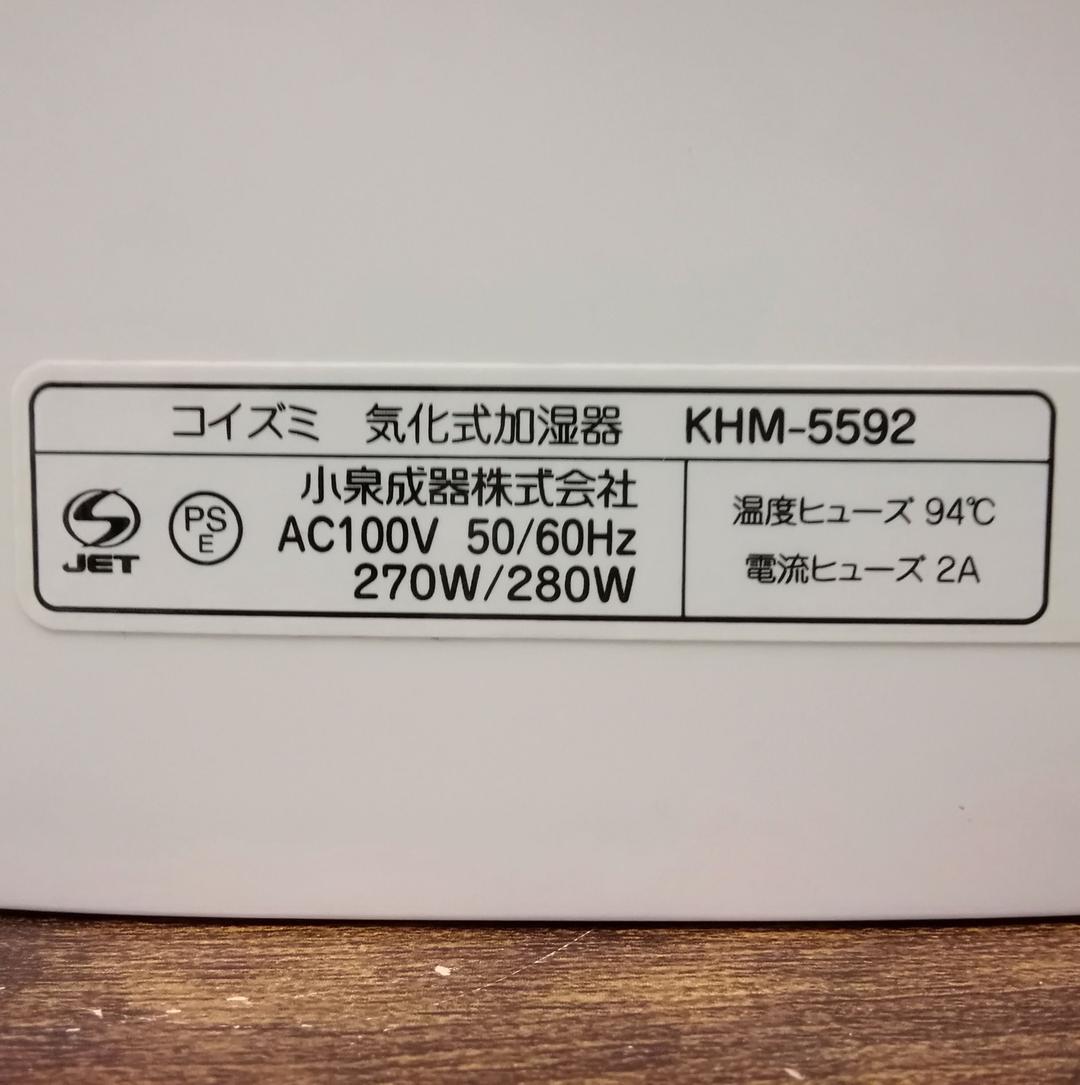 コイズミ 気化式加湿器 KHM-5592
小泉成器株式会社
AC100V 50/60Hz
270W/280W
JET
PS
E
温度ヒューズ 94℃
電流ヒューズ 2A